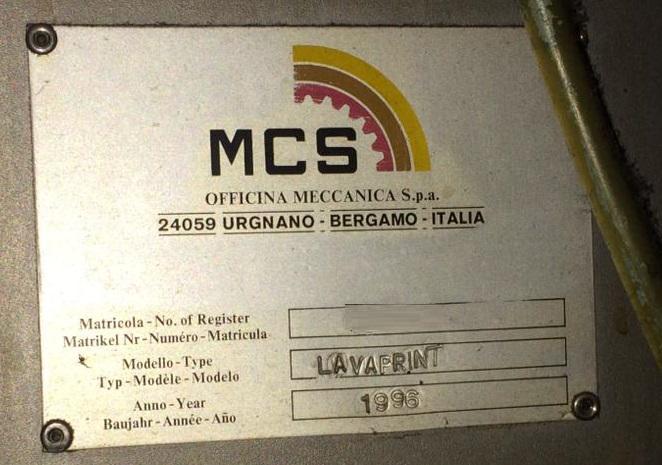 MCS
OFFICINA MECCANICA S.p.a.
24059 URGNANO - BERGAMO - ITALIA
Matricola - No. of Register
Matrikel Nr - Numéro - Matricula
Modello - Type
Typ - Modèle - Modelo
LAVAPRINT
Anno - Year
Baujahr - Année - Año
1996